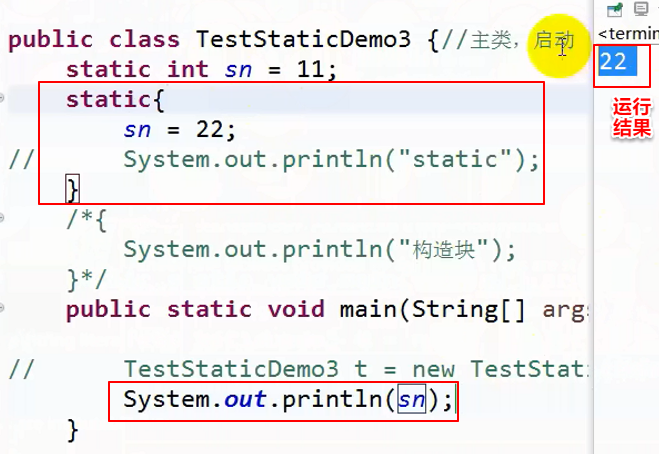 public class TestStaticDemo3 {//主类，启动
static int sn = 11;
static{
sn = 22;
// System.out.println("static");
}
/*{
System.out.println("构造块");
}*/
public static void main(String[] args
// TestStaticDemo3 t = new TestStati
System.out.println(sn);
}
<termin
22
运行
结果